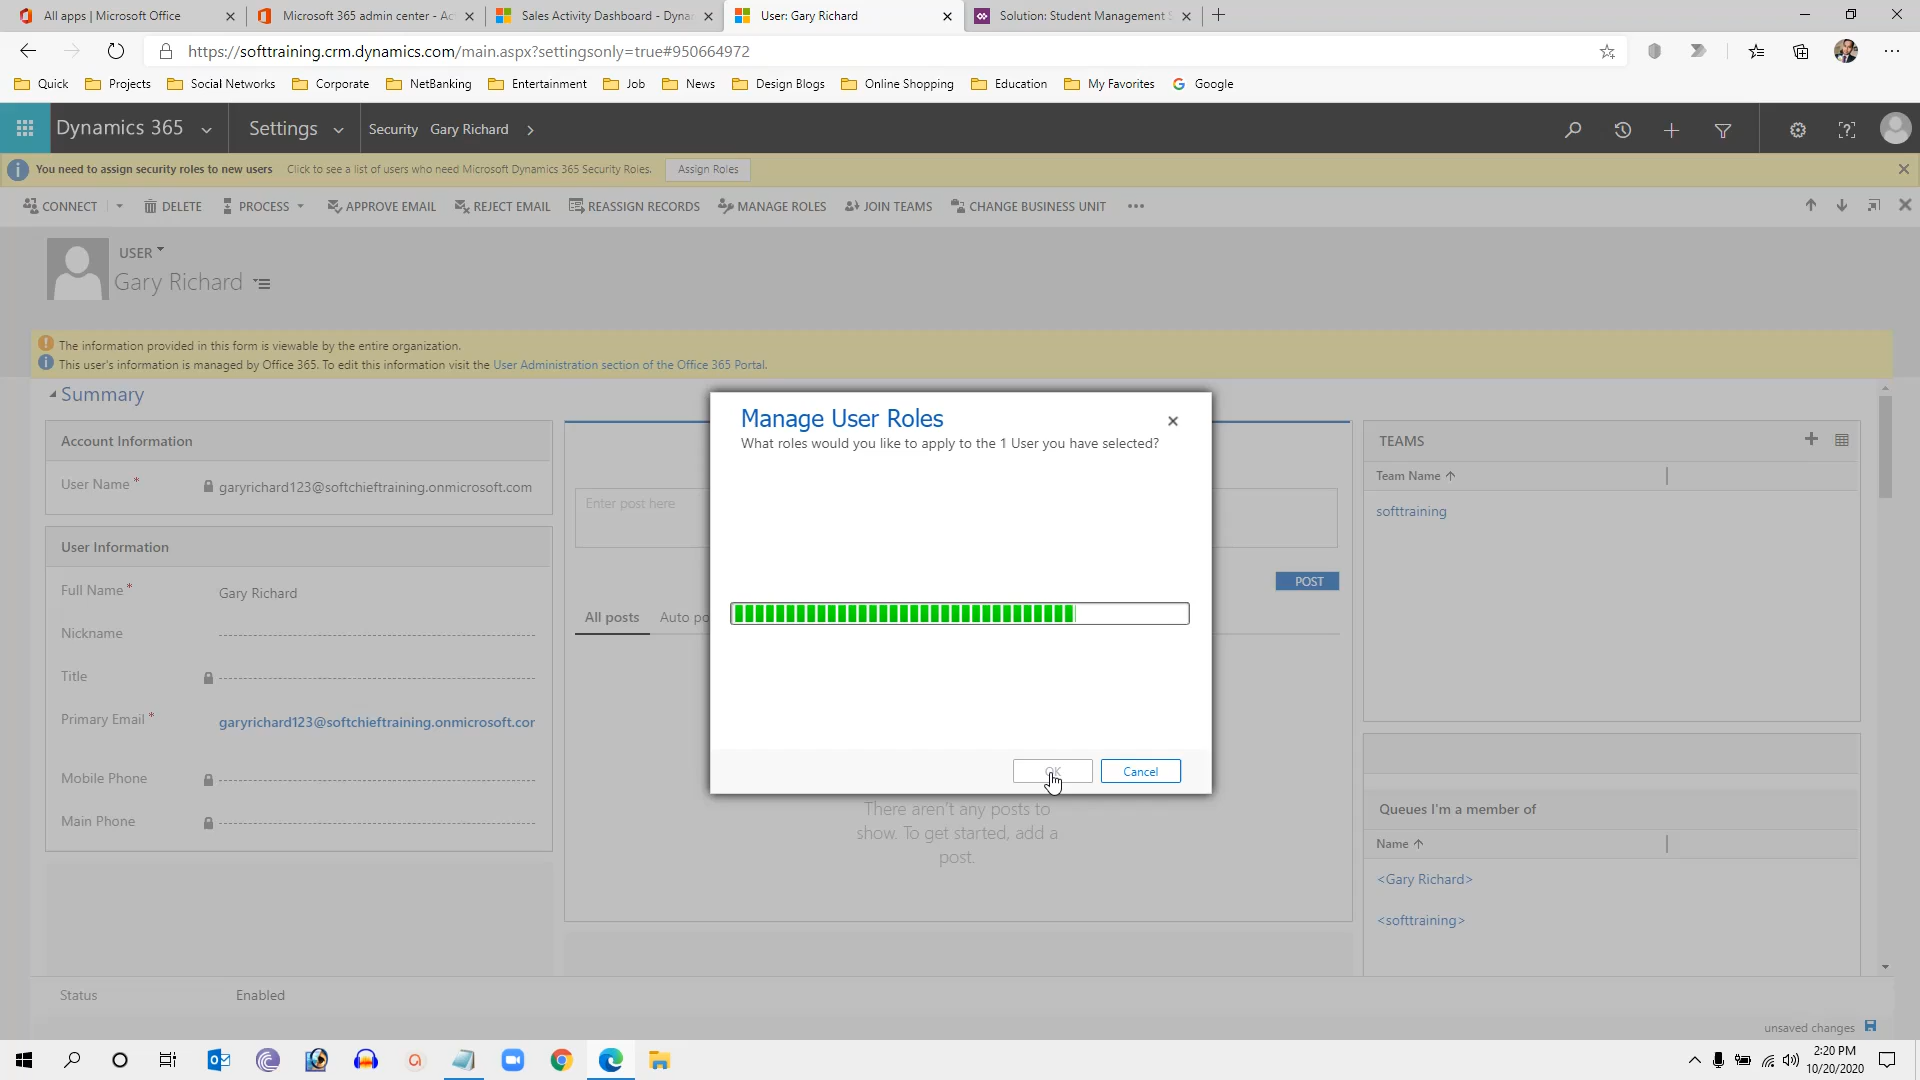 All apps | Microsoft Office
Microsoft 365 admin center - Ac
Sales Activity Dashboard - Dyna
User: Gary Richard
Solution: Student Management S
https://softtraining.crm.dynamics.com/main.aspx?settingsonly=true#950664972
Quick
Projects
Social Networks
Corporate
NetBanking
Entertainment
Job
News
Design Blogs
Online Shopping
Education
My Favorites
Google
Dynamics 365
Settings
Security
Gary Richard
You need to assign security roles to new users
Click to see a list of users who need Microsoft Dynamics 365 Security Roles.
Assign Roles
CONNECT
DELETE
PROCESS
APPROVE EMAIL
REJECT EMAIL
REASSIGN RECORDS
MANAGE ROLES
JOIN TEAMS
CHANGE BUSINESS UNIT
USER
Gary Richard
The information provided in this form is viewable by the entire organization.
This user's information is managed by Office 365. To edit this information visit the User Administration section of the Office 365 Portal.
Summary
Account Information
User Name *
garyrichard123@softchieftraining.onmicrosoft.com
User Information
Full Name *
Gary Richard
Nickname
Title
Primary Email *
garyrichard123@softchieftraining.onmicrosoft.cor
Mobile Phone
Main Phone
Enter post here
POST
All posts
Auto po
There aren't any posts to
show. To get started, add a
post.
Manage User Roles
What roles would you like to apply to the 1 User you have selected?
OK
Cancel
TEAMS
Team Name
softtraining
Queues I'm a member of
Name
<Gary Richard>
<softtraining>
Status
Enabled
unsaved changes
2:20 PM
10/20/2020